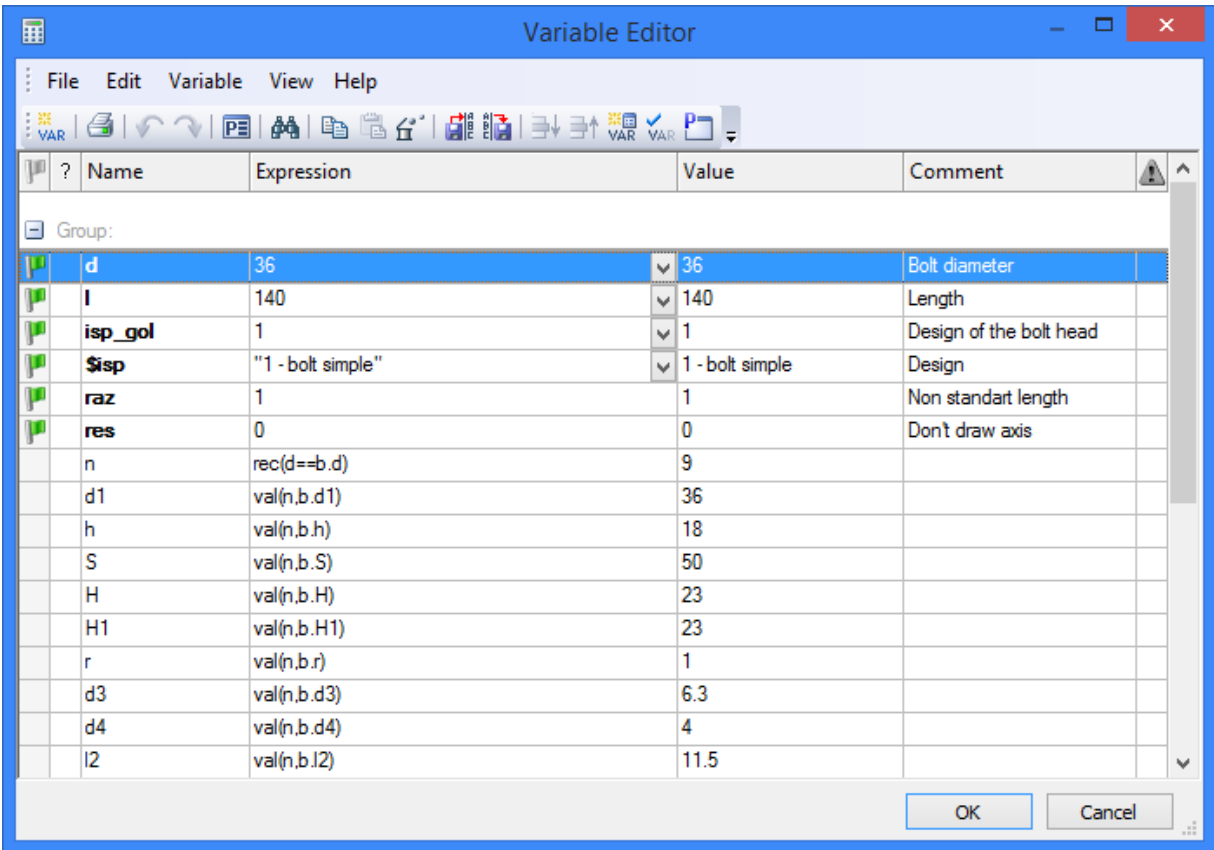 Variable Editor
File Edit Variable View Help
VAR PE VAR VAR P
? Name Expression Value Comment
Group:
d 36 36 Bolt diameter
l 140 140 Length
isp_gol 1 1 Design of the bolt head
$isp "1 - bolt simple" 1 - bolt simple Design
raz 1 1 Non standart length
res 0 0 Don't draw axis
n rec(d==b.d) 9
d1 val(n,b.d1) 36
h val(n,b.h) 18
S val(n,b.S) 50
H val(n,b.H) 23
H1 val(n,b.H1) 23
r val(n,b.r) 1
d3 val(n,b.d3) 6.3
d4 val(n,b.d4) 4
l2 val(n,b.l2) 11.5
OK Cancel